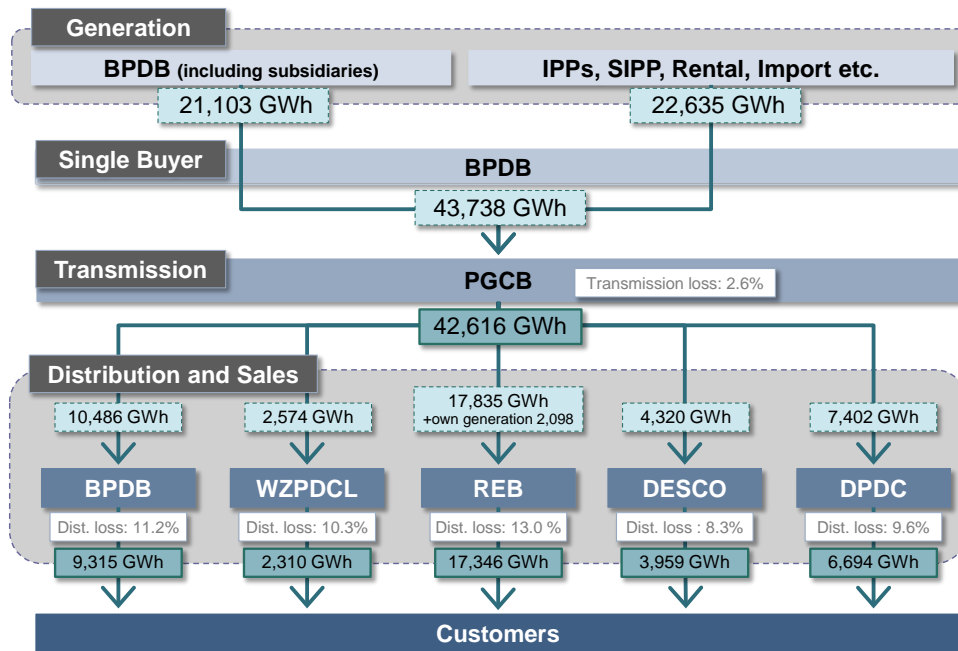 Generation
BPDB (including subsidiaries)
IPPs, SIPP, Rental, Import etc.
21,103 GWh
22,635 GWh
Single Buyer
BPDB
43,738 GWh
Transmission
PGCB
Transmission loss: 2.6%
42,616 GWh
Distribution and Sales
10,486 GWh
2,574 GWh
17,835 GWh
+own generation 2,098
4,320 GWh
7,402 GWh
BPDB
WZPDCL
REB
DESCO
DPDC
Dist. loss: 11.2%
Dist. loss: 10.3%
Dist. loss: 13.0 %
Dist. loss : 8.3%
Dist. loss: 9.6%
9,315 GWh
2,310 GWh
17,346 GWh
3,959 GWh
6,694 GWh
Customers